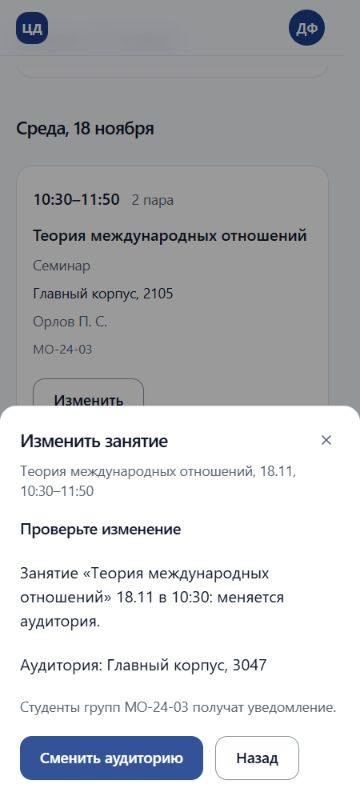 ЦД
ДФ
Среда, 18 ноября
10:30–11:50 2 пара
Теория международных отношений
Семинар
Главный корпус, 2105
Орлов П. С.
МО-24-03
Изменить
Изменить занятие
×
Теория международных отношений, 18.11,
10:30–11:50
Проверьте изменение
Занятие «Теория международных
отношений» 18.11 в 10:30: меняется
аудитория.
Аудитория: Главный корпус, 3047
Студенты групп МО-24-03 получат уведомление.
Сменить аудиторию
Назад